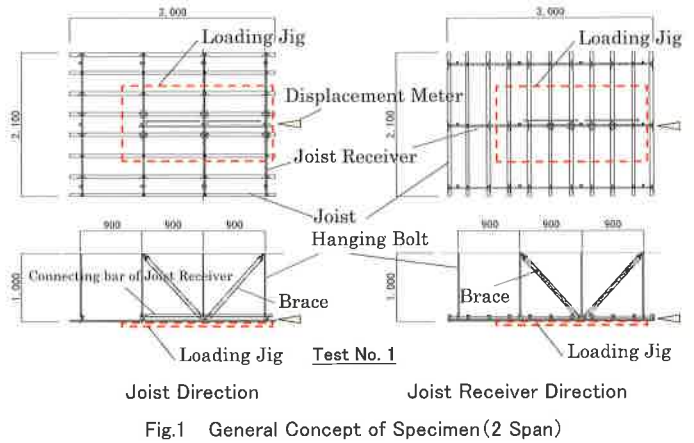 3,000
3,000
Loading Jig
Loading Jig
Displacement Meter
2,100
2,100
Joist Receiver
Joist
900 900 900
900 900 900
Hanging Bolt
1,000
1,000
Connecting bar of Joist Receiver
Brace
Brace
Loading Jig
Loading Jig
Test No. 1
Joist Direction
Joist Receiver Direction
Fig.1 General Concept of Specimen(2 Span)